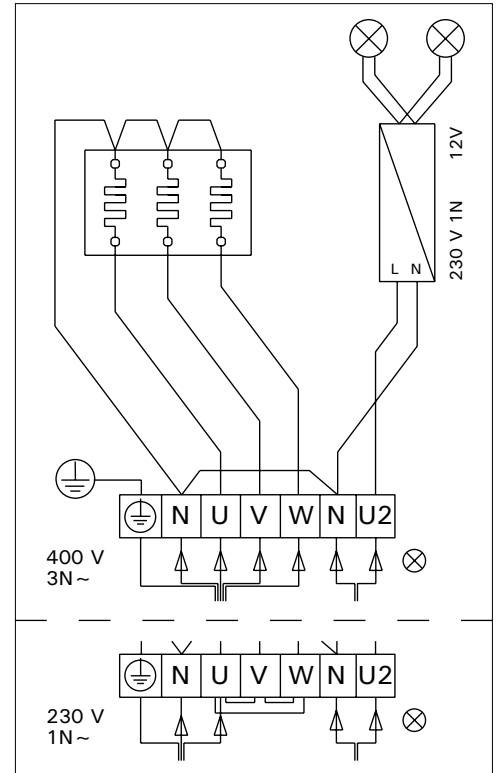 12V
230 V 1N
L N
N U V W N U2
400 V
3N~
N U V W N U2
230 V
1N~